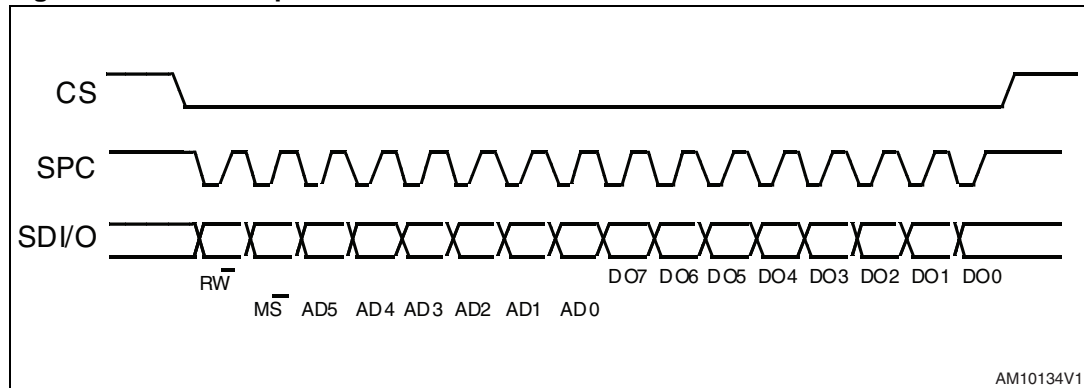 CS
SPC
SDI/O
RW
DO7 DO6 DO5 DO4 DO3 DO2 DO1 DO0
MS AD5 AD4 AD3 AD2 AD1 AD0
AM10134V1